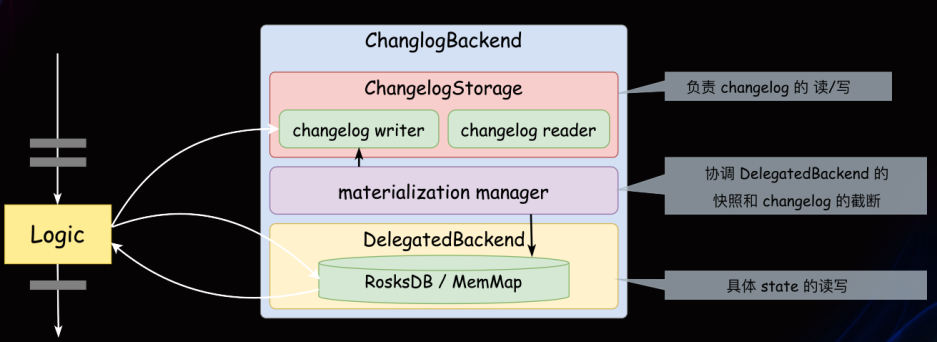 ChanglogBackend
ChangelogStorage
changelog writer
changelog reader
负责 changelog 的 读/写
materialization manager
协调 DelegatedBackend 的
快照和 changelog 的截断
Logic
DelegatedBackend
RosksDB / MemMap
具体 state 的读写